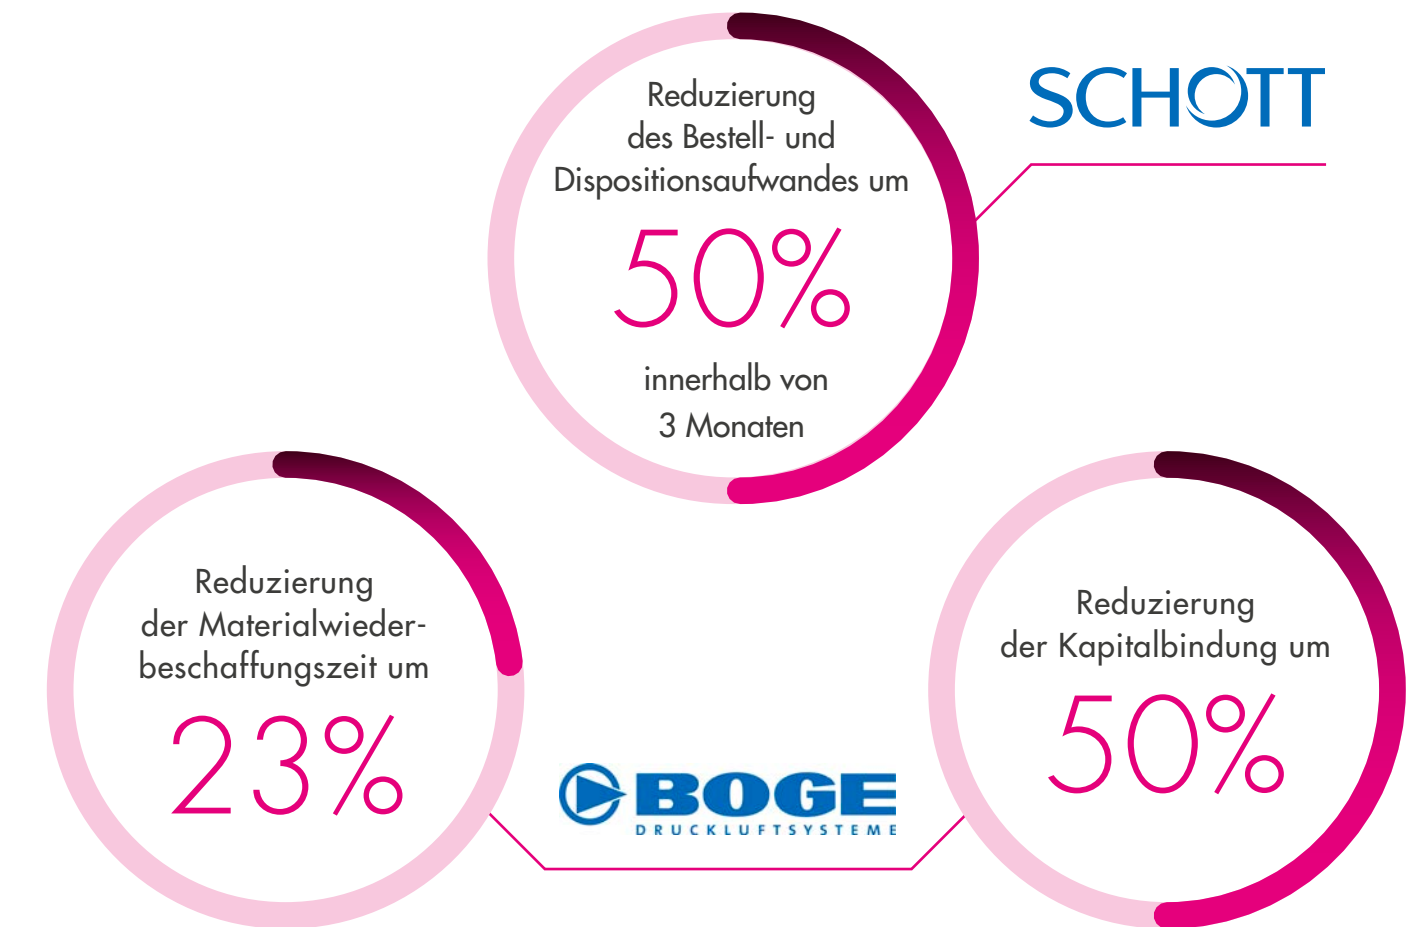 Reduzierung
des Bestell- und
Dispositionsaufwandes um
50%
innerhalb von
3 Monaten
SCHOTT
Reduzierung
der Materialwieder-
beschaffungszeit um
23%
BOGE
DRUCKLUFTSYSTEME
Reduzierung
der Kapitalbindung um
50%